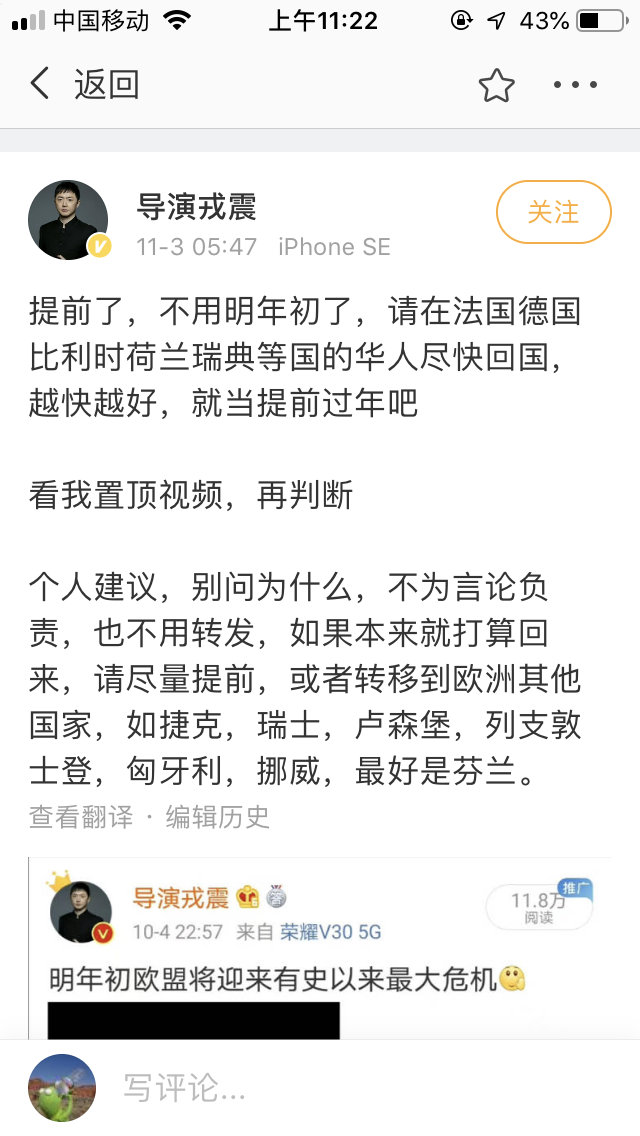 中国移动 上午11:22 43%
返回
导演戎震
关注
11-3 05:47 iPhone SE
提前了，不用明年初了，请在法国德国
比利时荷兰瑞典等国的华人尽快回国，
越快越好，就当提前过年吧
看我置顶视频，再判断
个人建议，别问为什么，不为言论负
责，也不用转发，如果本来就打算回
来，请尽量提前，或者转移到欧洲其他
国家，如捷克，瑞士，卢森堡，列支敦
士登，匈牙利，挪威，最好是芬兰。
查看翻译 · 编辑历史
导演戎震
推广
11.8万
阅读
10-4 22:57 来自 荣耀V30 5G
明年初欧盟将迎来有史以来最大危机
写评论...